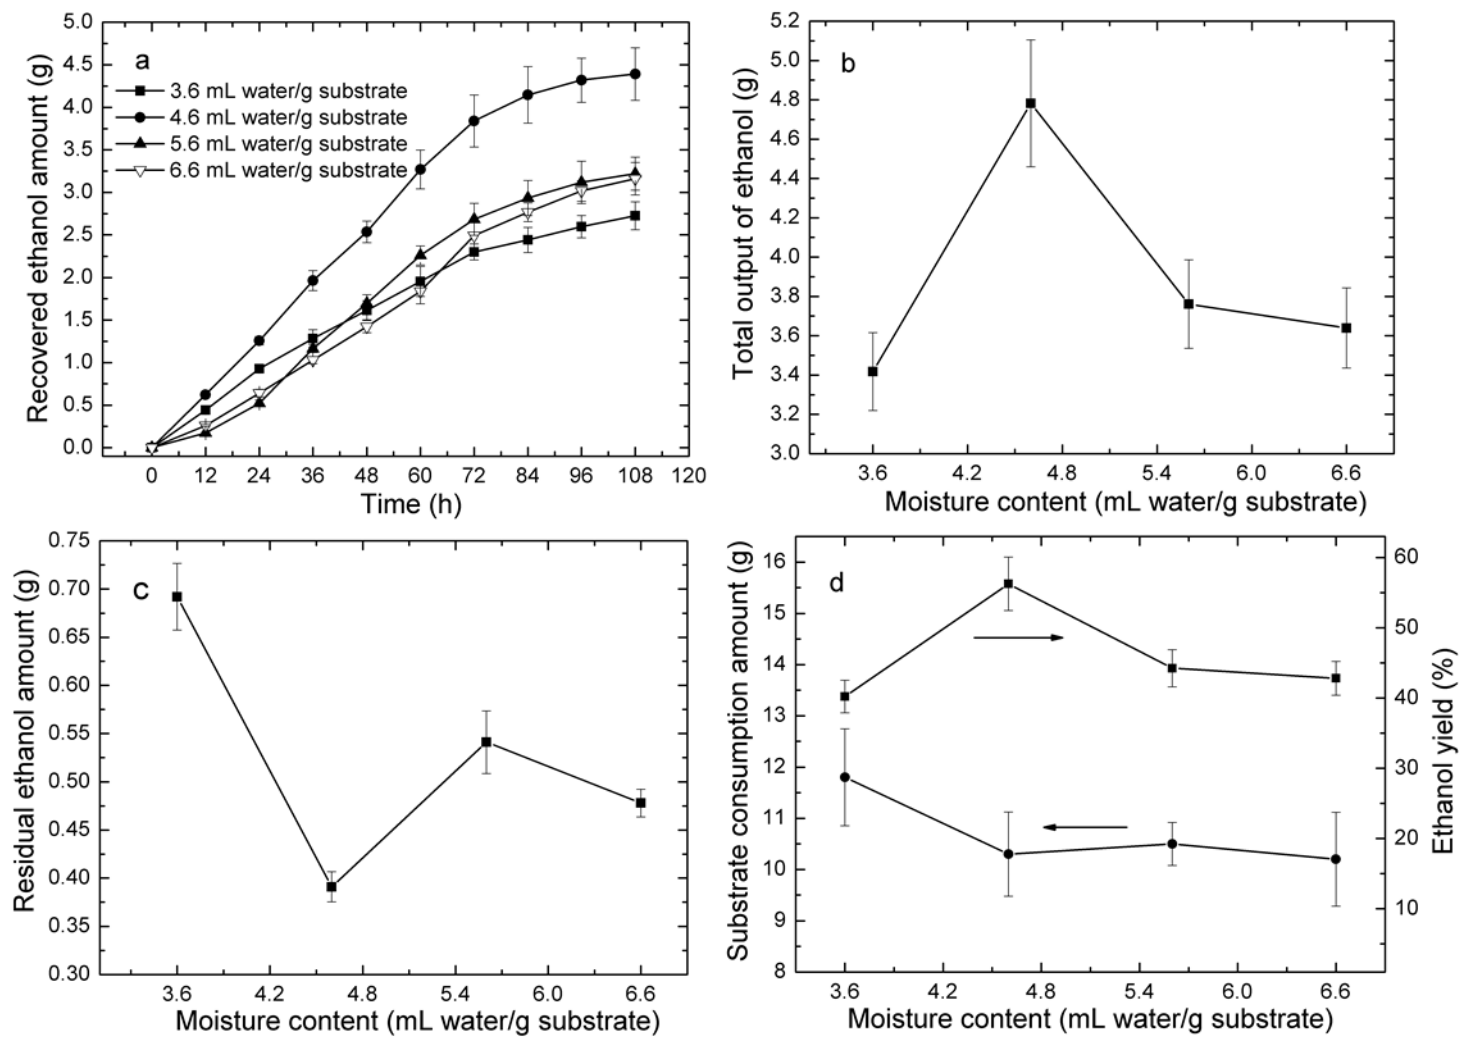 a
3.6 mL water/g substrate
4.6 mL water/g substrate
5.6 mL water/g substrate
6.6 mL water/g substrate
Recovered ethanol amount (g)
5.0
4.5
4.0
3.5
3.0
2.5
2.0
1.5
1.0
0.5
0.0
0 12 24 36 48 60 72 84 96 108 120
Time (h)
b
Total output of ethanol (g)
5.2
5.0
4.8
4.6
4.4
4.2
4.0
3.8
3.6
3.4
3.2
3.0
3.6 4.2 4.8 5.4 6.0 6.6
Moisture content (mL water/g substrate)
c
Residual ethanol amount (g)
0.75
0.70
0.65
0.60
0.55
0.50
0.45
0.40
0.35
0.30
3.6 4.2 4.8 5.4 6.0 6.6
Moisture content (mL water/g substrate)
d
Substrate consumption amount (g)
16
15
14
13
12
11
10
9
8
60
50
40
30
20
10
Ethanol yield (%)
3.6 4.2 4.8 5.4 6.0 6.6
Moisture content (mL water/g substrate)